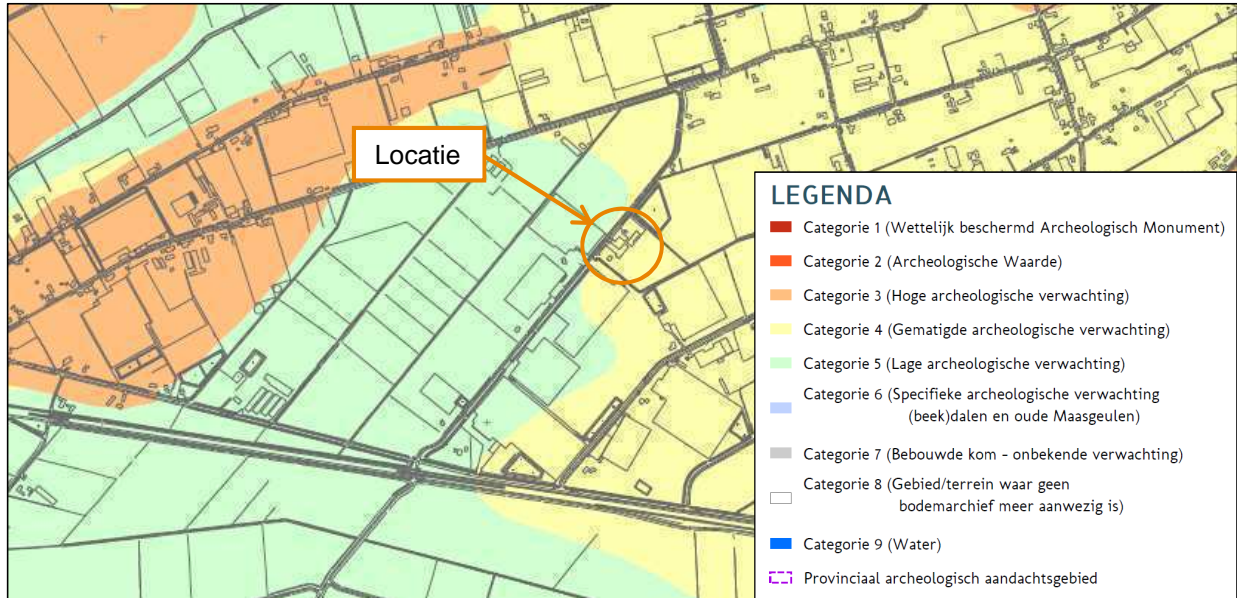 Locatie
LEGENDA
Categorie 1 (Wettelijk beschermd Archeologisch Monument)
Categorie 2 (Archeologische Waarde)
Categorie 3 (Hoge archeologische verwachting)
Categorie 4 (Gematigde archeologische verwachting)
Categorie 5 (Lage archeologische verwachting)
Categorie 6 (Specifieke archeologische verwachting
(beek)dalen en oude Maasgeulen)
Categorie 7 (Bebouwde kom - onbekende verwachting)
Categorie 8 (Gebied/terrein waar geen
bodemarchief meer aanwezig is)
Categorie 9 (Water)
Provinciaal archeologisch aandachtsgebied